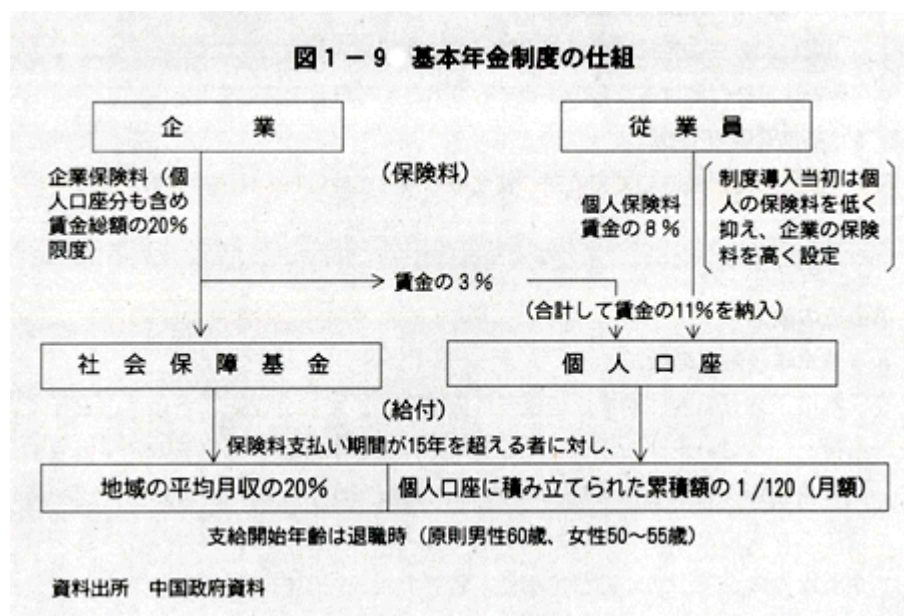 図1－9 基本年金制度の仕組
企業
従業員
企業保険料（個
人口座分も含め
賃金総額の20%
限度）
（保険料）
個人保険料
賃金の8%
制度導入当初は個
人の保険料を低く
抑え、企業の保険
料を高く設定
賃金の3%
（合計して賃金の11%を納入）
社会保障基金
個人口座
（給付）
保険料支払い期間が15年を超える者に対し、
地域の平均月収の20%
個人口座に積み立てられた累積額の1/120（月額）
支給開始年齢は退職時（原則男性60歳、女性50～55歳）
資料出所 中国政府資料